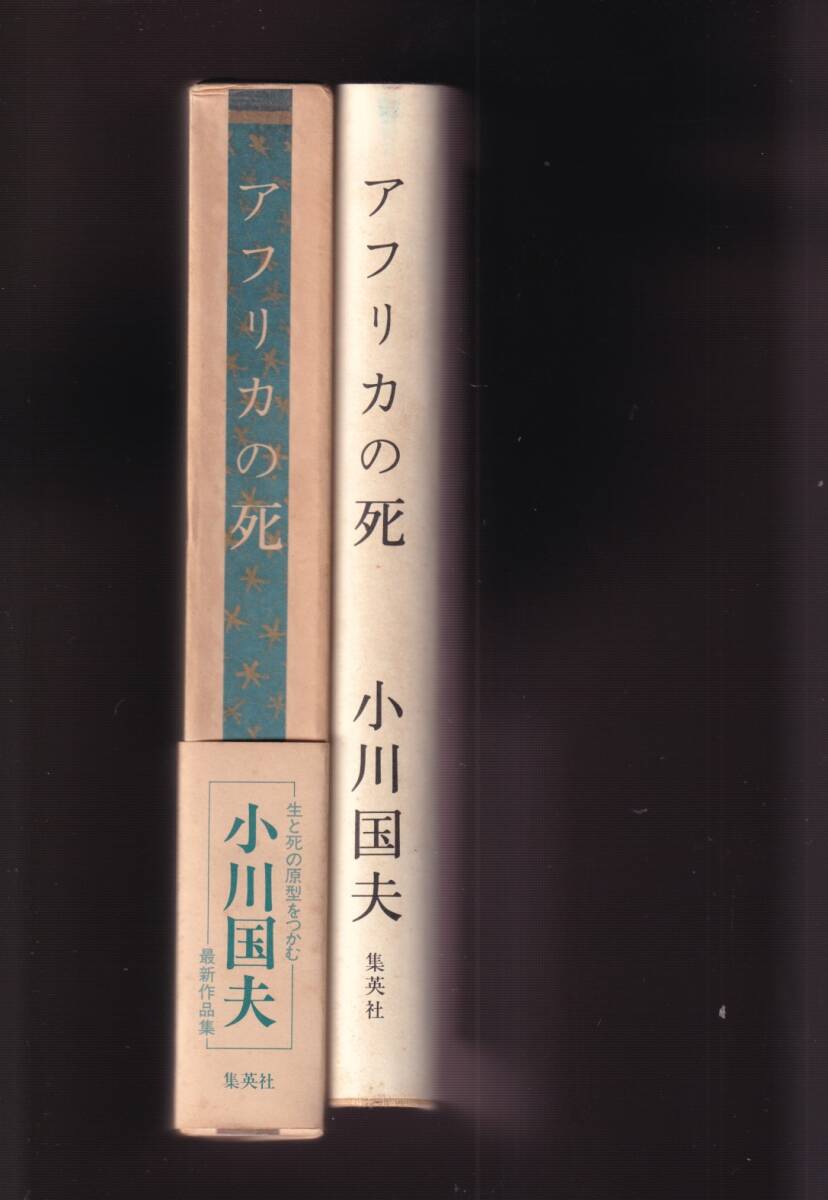 アフリカの死
生と死の原型をつかむ
小川国夫
最新作品集
集英社
アフリカの死
小川国夫
集英社